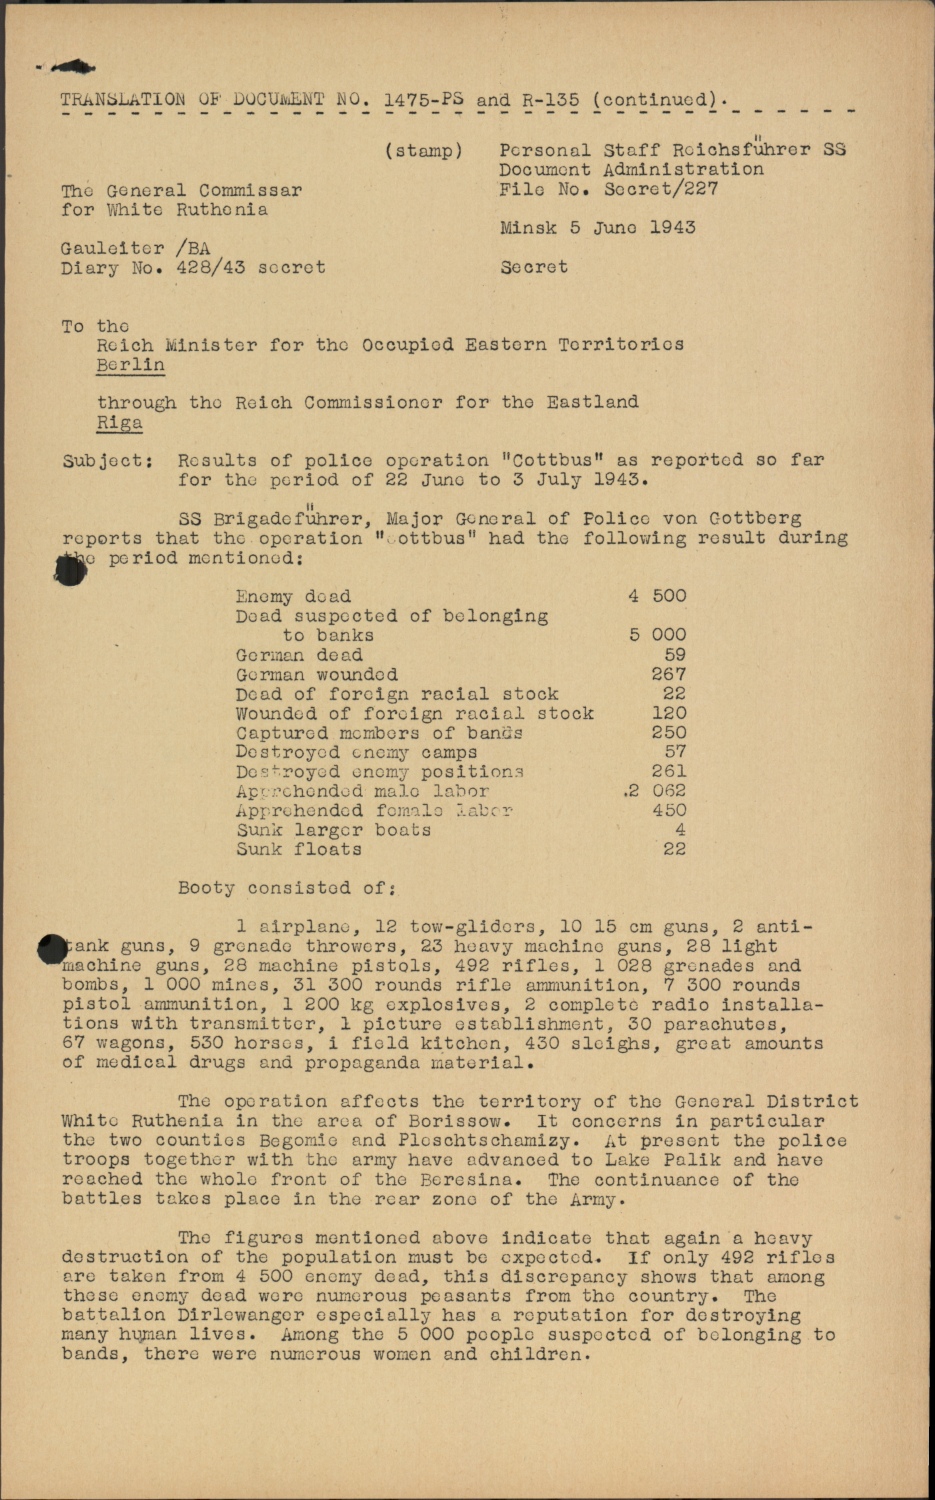 TRANSLATION OF DOCUMENT NO. 1475-PS and R-135 (continued).
(stamp) Personal Staff Reichsführer SS
Document Administration
The General Commissar File No. Secret/227
for White Ruthenia
Minsk 5 June 1943
Gauleiter /BA
Diary No. 428/43 secret Secret
To the
Reich Minister for the Occupied Eastern Territories
Berlin
through the Reich Commissioner for the Eastland
Riga
Subject: Results of police operation "Cottbus" as reported so far
for the period of 22 June to 3 July 1943.
SS Brigadeführer, Major General of Police von Gottberg
reports that the operation "Cottbus" had the following result during
the period mentioned:
Enemy dead 4 500
Dead suspected of belonging
to banks 5 000
German dead 59
German wounded 267
Dead of foreign racial stock 22
Wounded of foreign racial stock 120
Captured members of bands 250
Destroyed enemy camps 57
Destroyed enemy positions 261
Apprehended male labor 2 062
Apprehended female labor 450
Sunk larger boats 4
Sunk floats 22
Booty consisted of:
1 airplane, 12 tow-gliders, 10 15 cm guns, 2 anti-
tank guns, 9 grenade throwers, 23 heavy machine guns, 28 light
machine guns, 28 machine pistols, 492 rifles, 1 028 grenades and
bombs, 1 000 mines, 31 300 rounds rifle ammunition, 7 300 rounds
pistol ammunition, 1 200 kg explosives, 2 complete radio installa-
tions with transmitter, 1 picture establishment, 30 parachutes,
67 wagons, 530 horses, i field kitchen, 430 sleighs, great amounts
of medical drugs and propaganda material.
The operation affects the territory of the General District
White Ruthenia in the area of Borissow. It concerns in particular
the two counties Begomie and Pleschtschamizy. At present the police
troops together with the army have advanced to Lake Palik and have
reached the whole front of the Beresina. The continuance of the
battles takes place in the rear zone of the Army.
The figures mentioned above indicate that again a heavy
destruction of the population must be expected. If only 492 rifles
are taken from 4 500 enemy dead, this discrepancy shows that among
these enemy dead were numerous peasants from the country. The
battalion Dirlewanger especially has a reputation for destroying
many human lives. Among the 5 000 people suspected of belonging to
bands, there were numerous women and children.